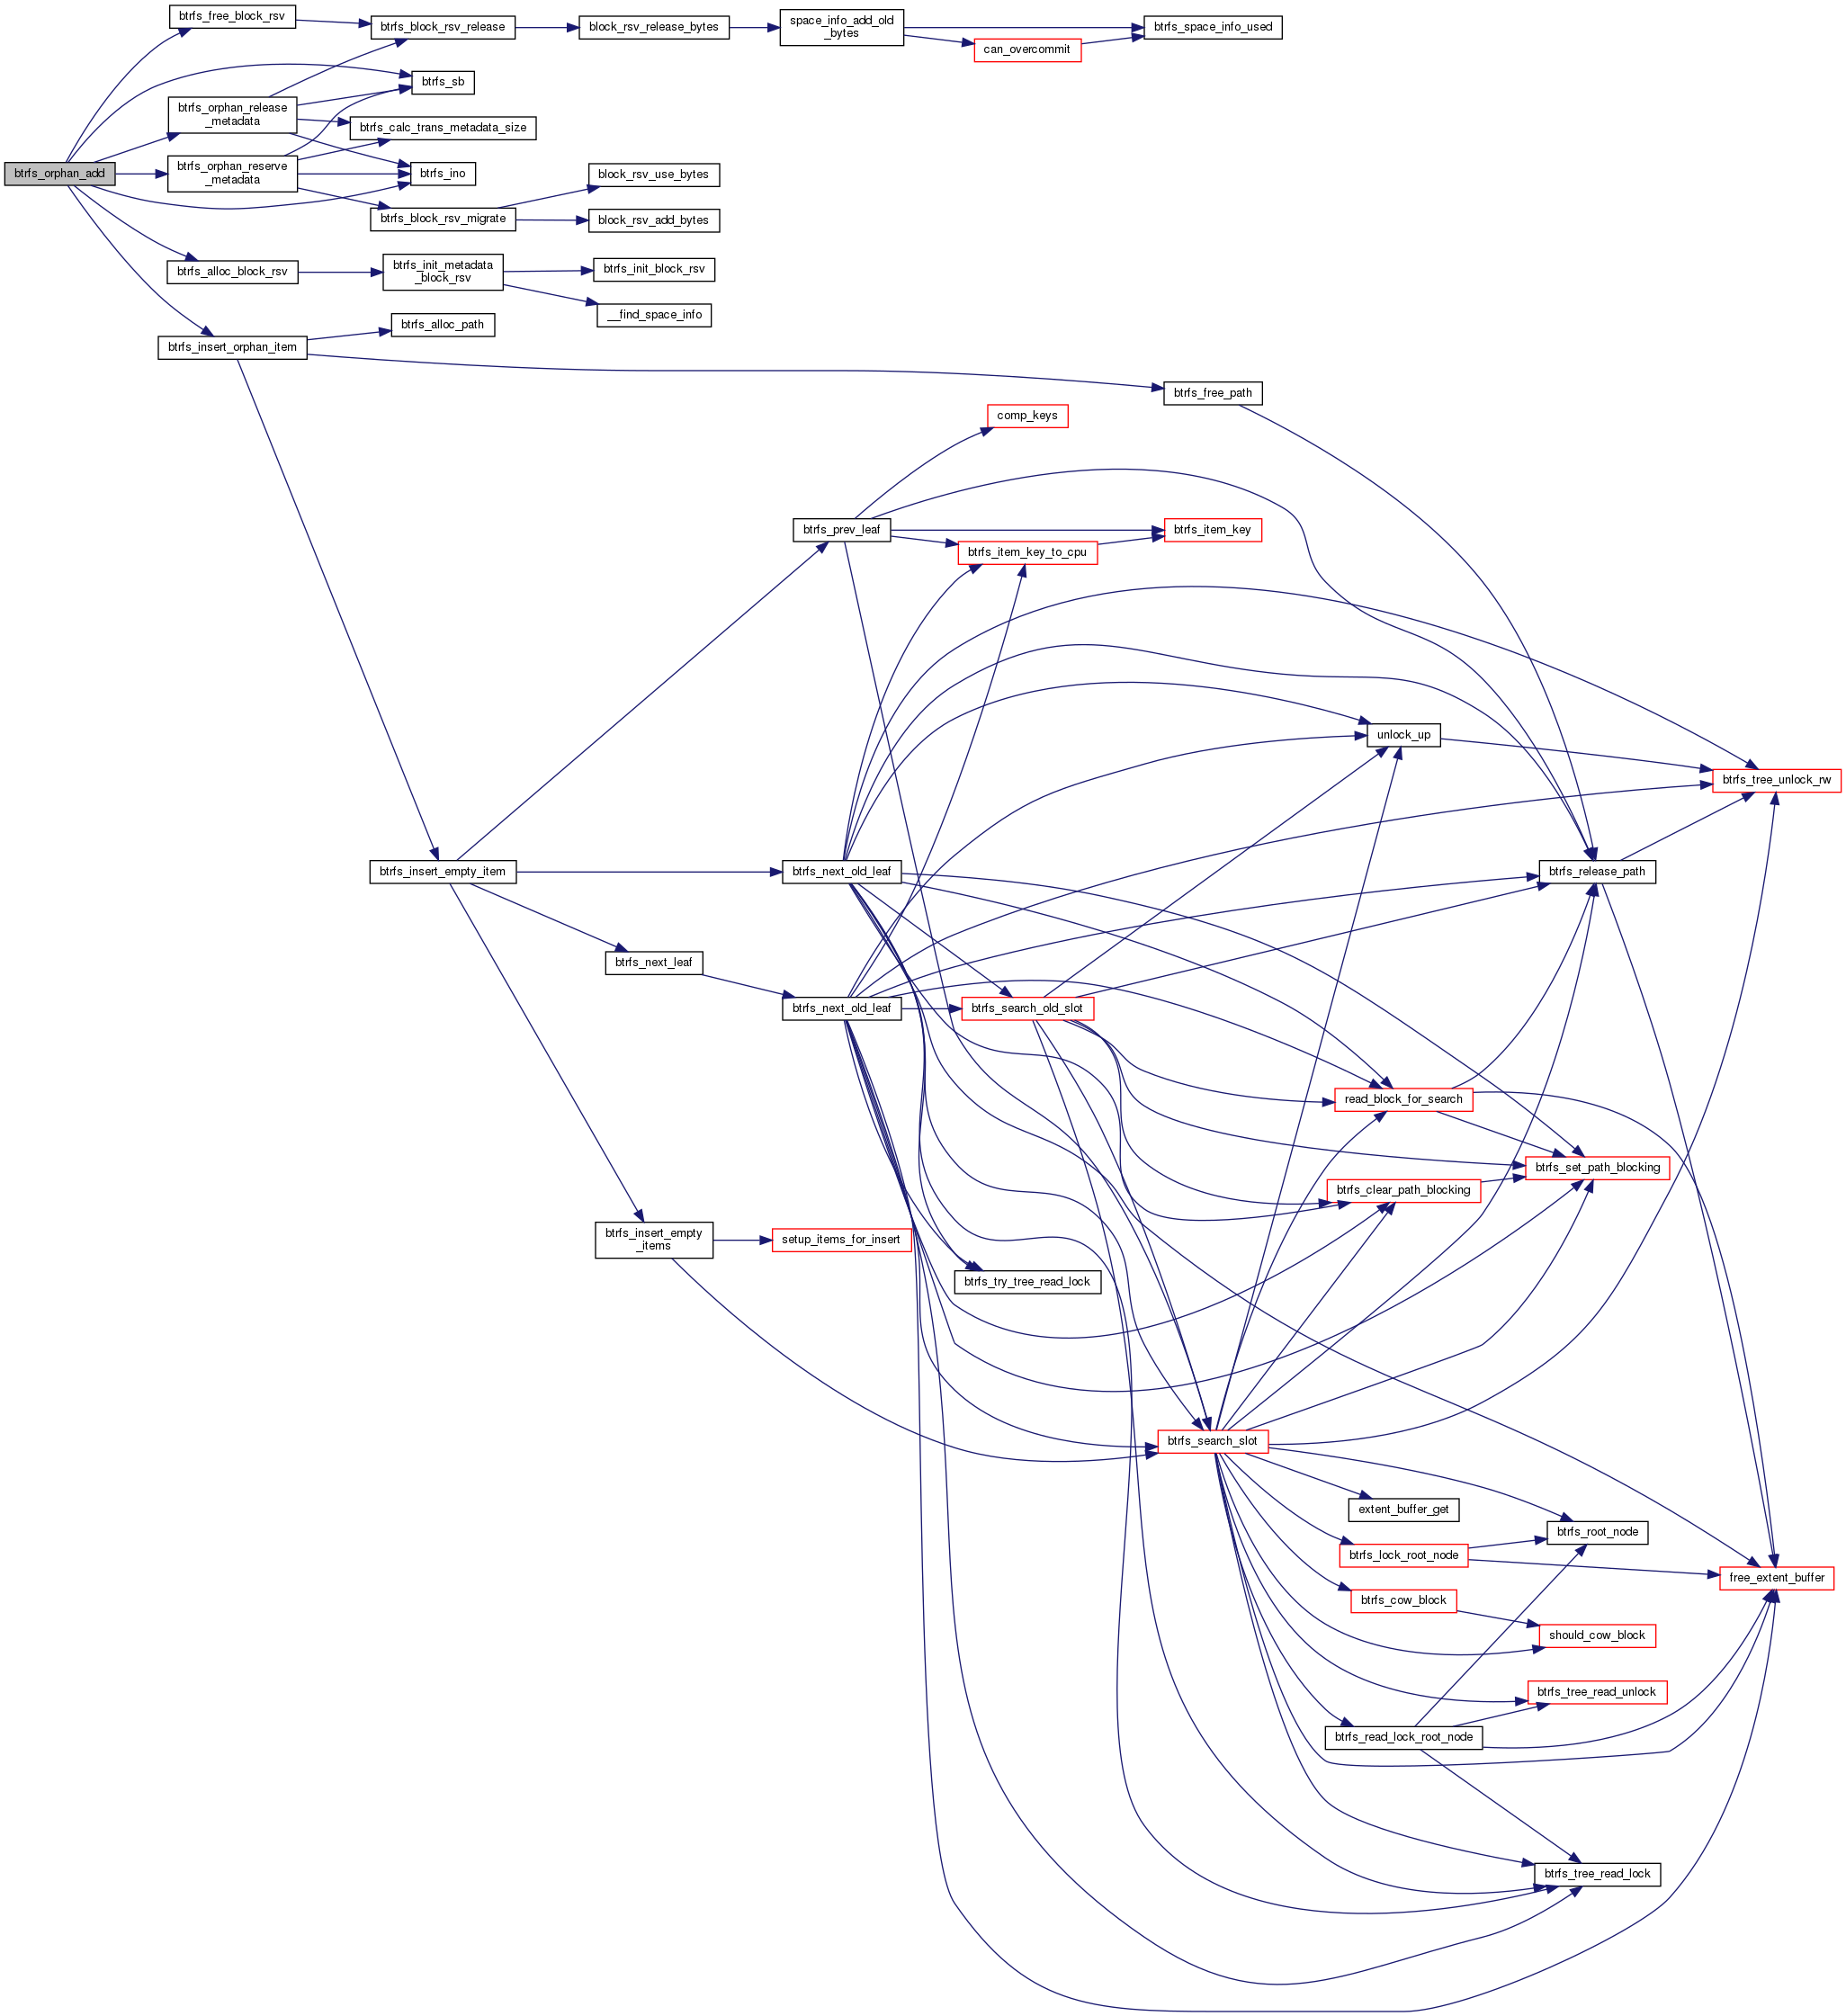 btrfs_orphan_add
btrfs_free_block_rsv
btrfs_block_rsv_release
block_rsv_release_bytes
space_info_add_old
_bytes
can_overcommit
btrfs_space_info_used
btrfs_sb
btrfs_orphan_release
_metadata
btrfs_calc_trans_metadata_size
btrfs_orphan_reserve
_metadata
btrfs_ino
btrfs_block_rsv_migrate
block_rsv_use_bytes
block_rsv_add_bytes
btrfs_alloc_block_rsv
btrfs_init_metadata
_block_rsv
btrfs_init_block_rsv
__find_space_info
btrfs_insert_orphan_item
btrfs_alloc_path
btrfs_free_path
comp_keys
btrfs_prev_leaf
btrfs_item_key
btrfs_item_key_to_cpu
unlock_up
btrfs_tree_unlock_rw
btrfs_insert_empty_item
btrfs_next_old_leaf
btrfs_release_path
btrfs_next_leaf
btrfs_next_old_leaf
btrfs_search_old_slot
read_block_for_search
btrfs_set_path_blocking
btrfs_clear_path_blocking
btrfs_insert_empty
_items
setup_items_for_insert
btrfs_try_tree_read_lock
btrfs_search_slot
extent_buffer_get
btrfs_root_node
btrfs_lock_root_node
free_extent_buffer
btrfs_cow_block
should_cow_block
btrfs_tree_read_unlock
btrfs_read_lock_root_node
btrfs_tree_read_lock